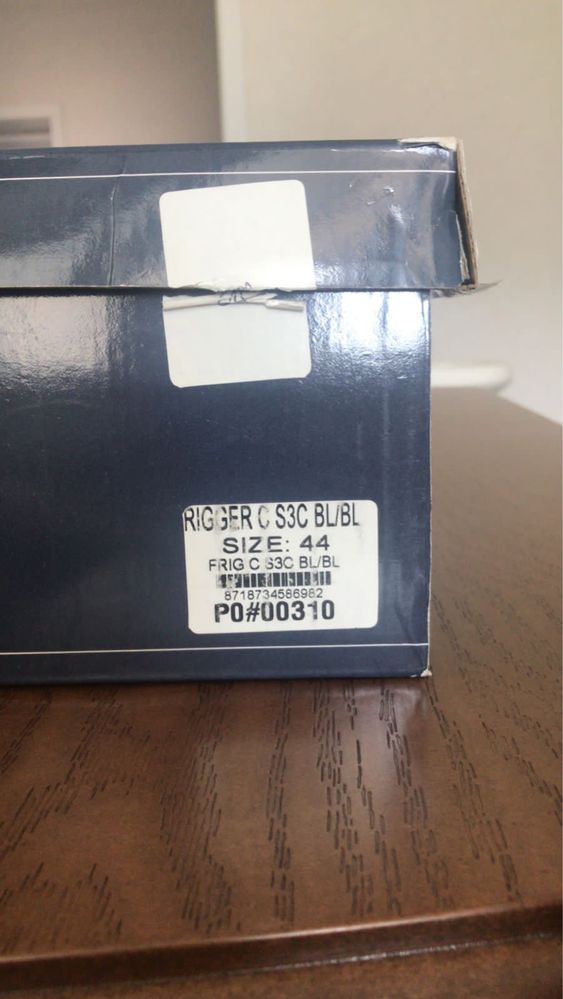 RIGGER C S3C BL/BL
SIZE: 44
FRIG C S3C BL/BL
8718734586982
PO#00310